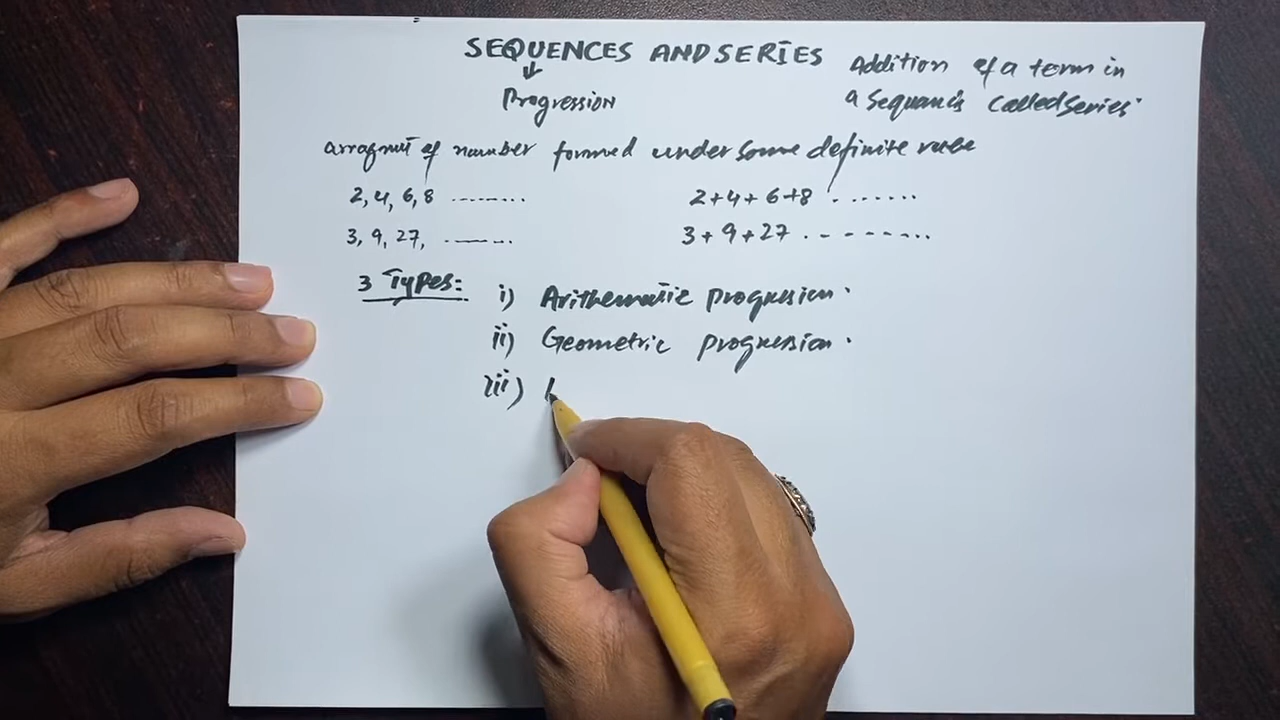 SEQUENCES AND SERIES
Progression
Addition of a term in
a Sequan is Called Series.
arragmnt of number formed under some definite rule
2, 4, 6, 8 ........
2+4+6+8 .......
3, 9, 27, .......
3+9+27 .........
3 Types:
i) Arithematic progression.
ii) Geometric progression.
iii)